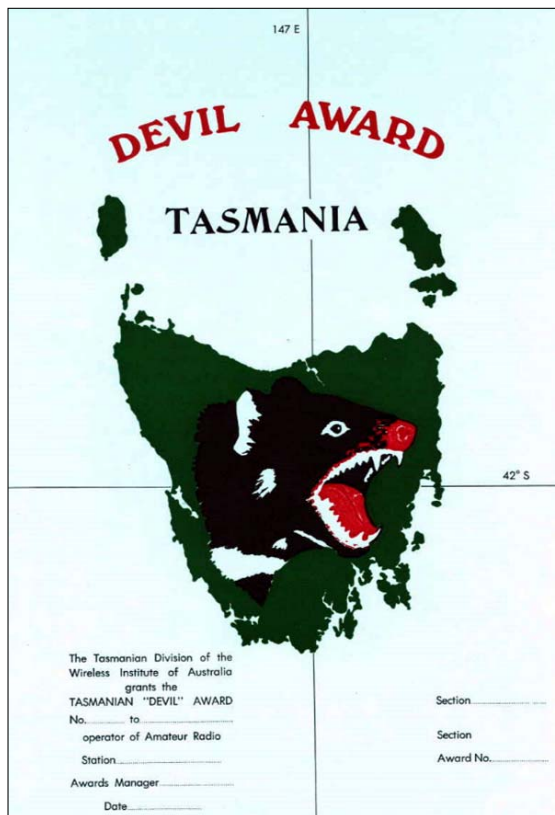 147 E
DEVIL AWARD
TASMANIA
42° S
The Tasmanian Division of the
Wireless Institute of Australia
grants the
TASMANIAN "DEVIL" AWARD
No. to
operator of Amateur Radio
Station
Awards Manager
Date
Section
Section
Award No.